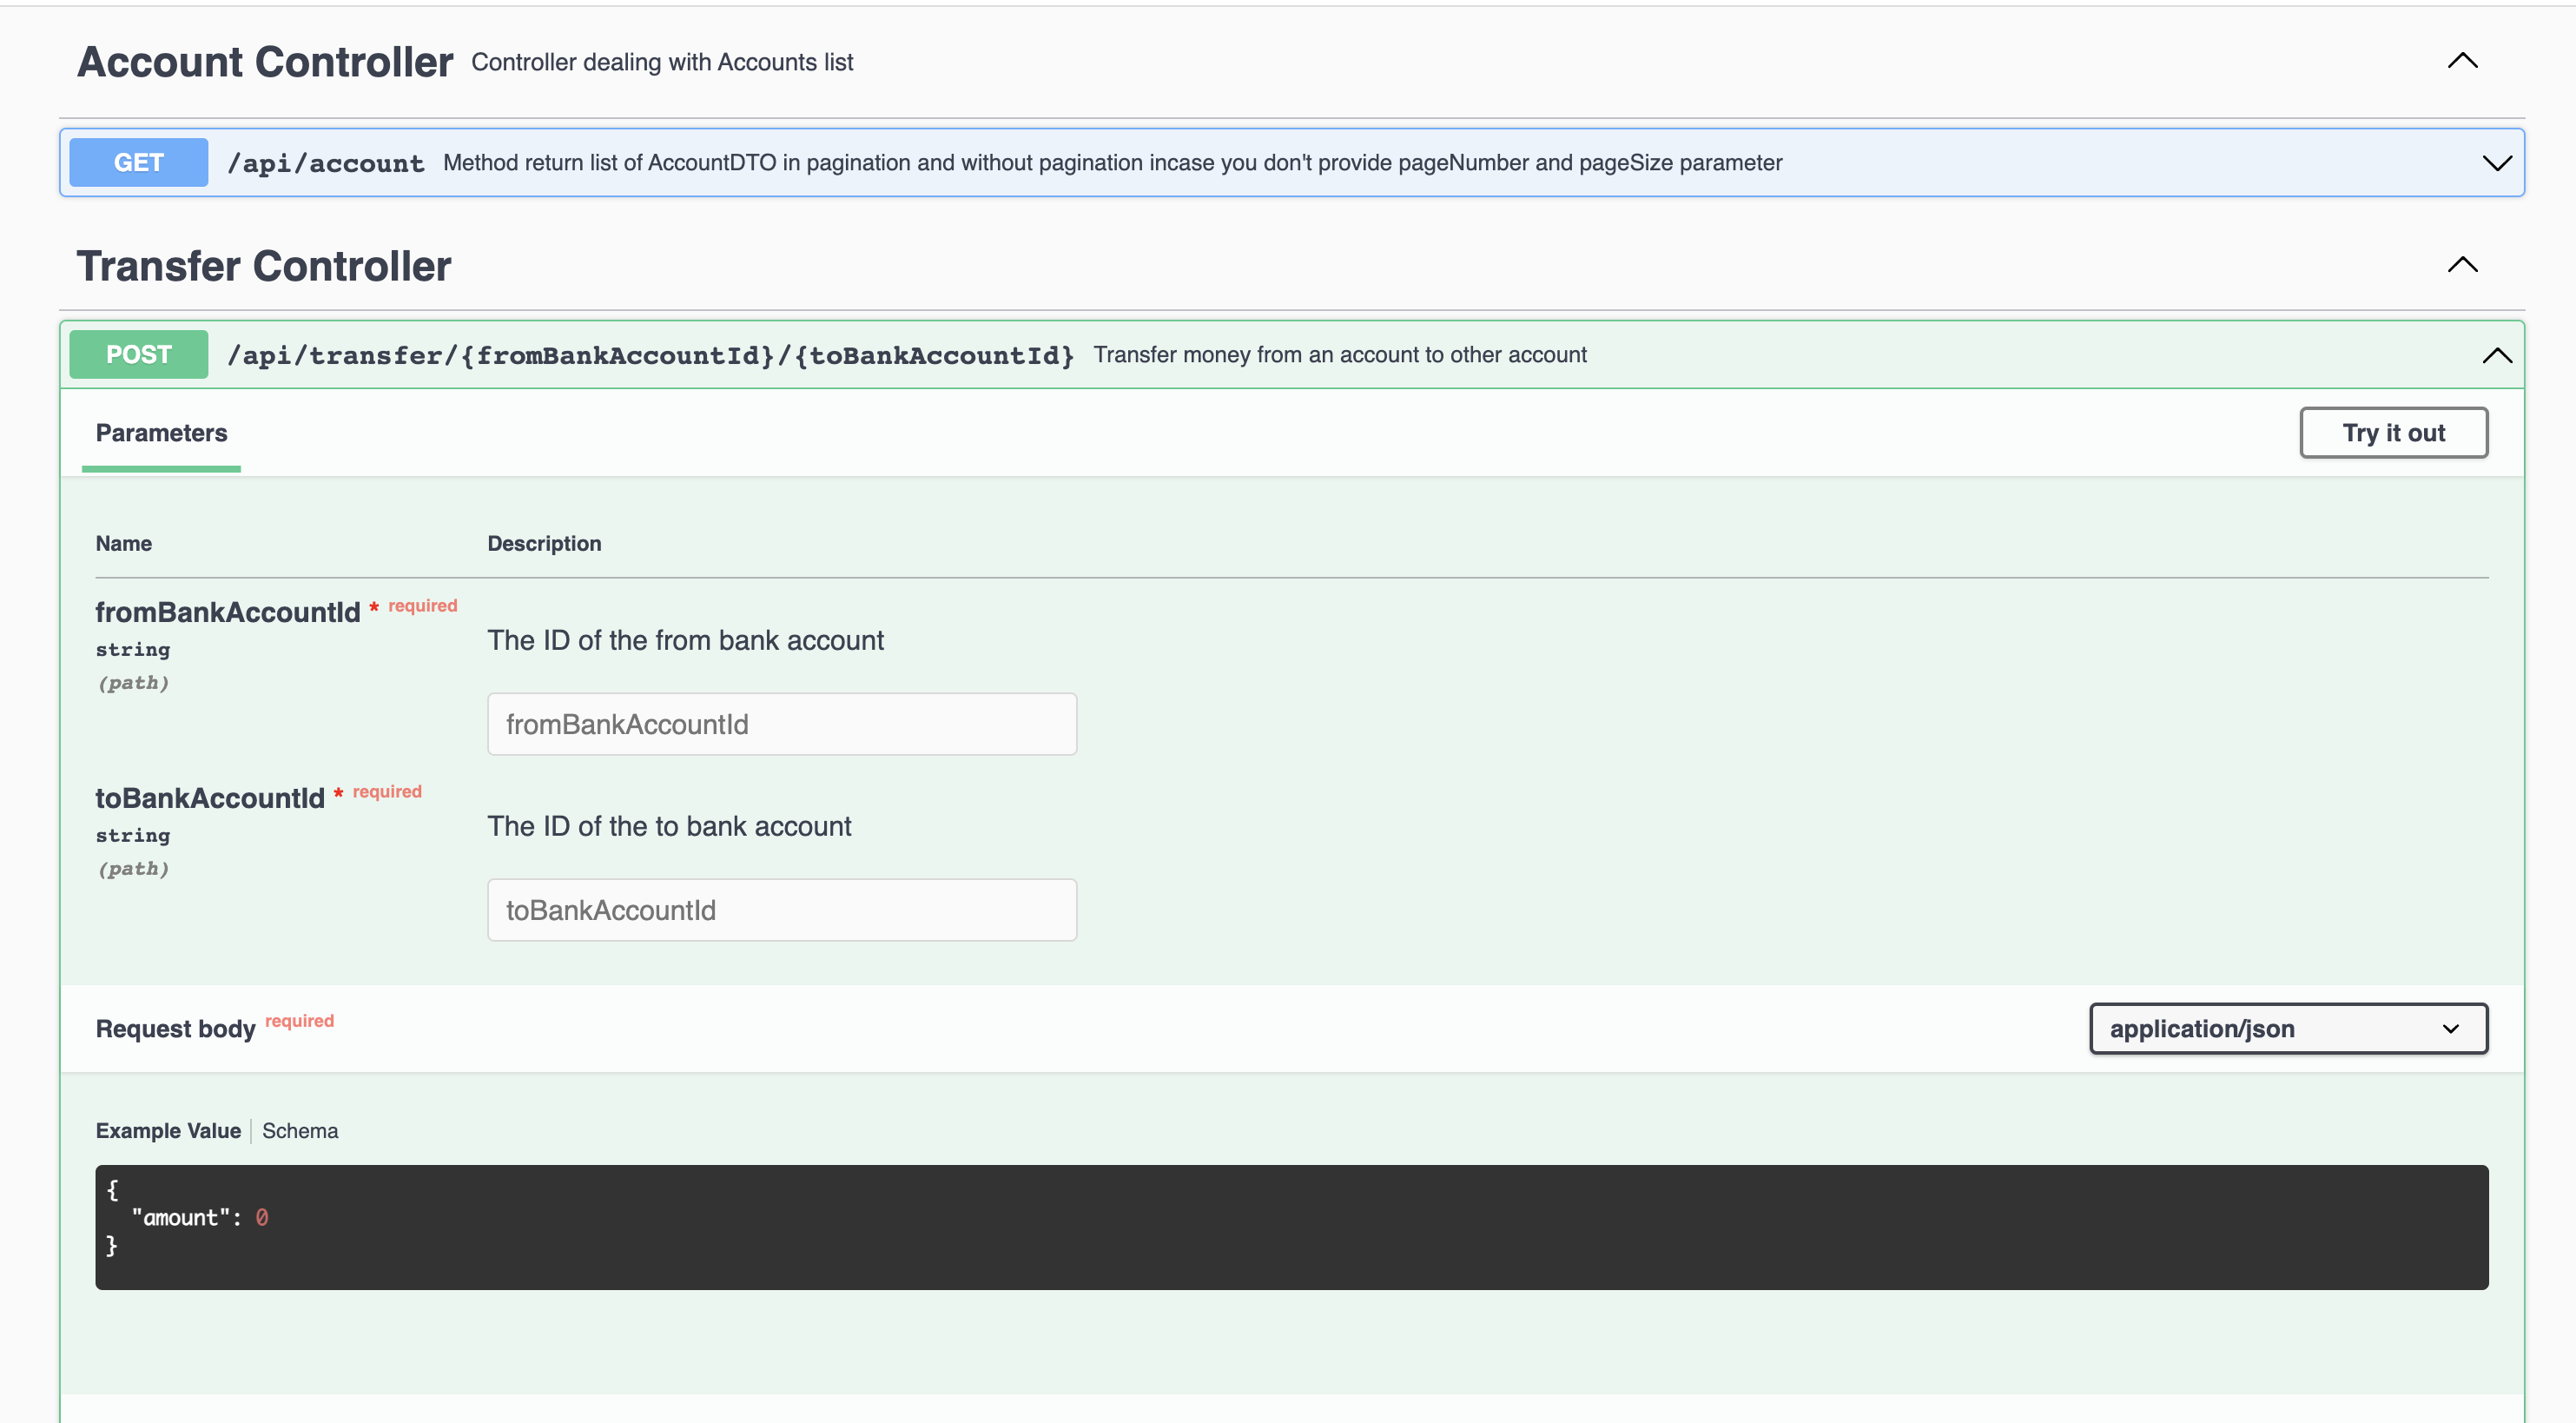 Account Controller Controller dealing with Accounts list
GET /api/account Method return list of AccountDTO in pagination and without pagination incase you don't provide pageNumber and pageSize parameter
Transfer Controller
POST /api/transfer/{fromBankAccountId}/{toBankAccountId} Transfer money from an account to other account
Parameters Try it out
Name Description
fromBankAccountId * required
string
(path)
The ID of the from bank account
fromBankAccountId
toBankAccountId * required
string
(path)
The ID of the to bank account
toBankAccountId
Request body required application/json
Example Value Schema
{
"amount": 0
}